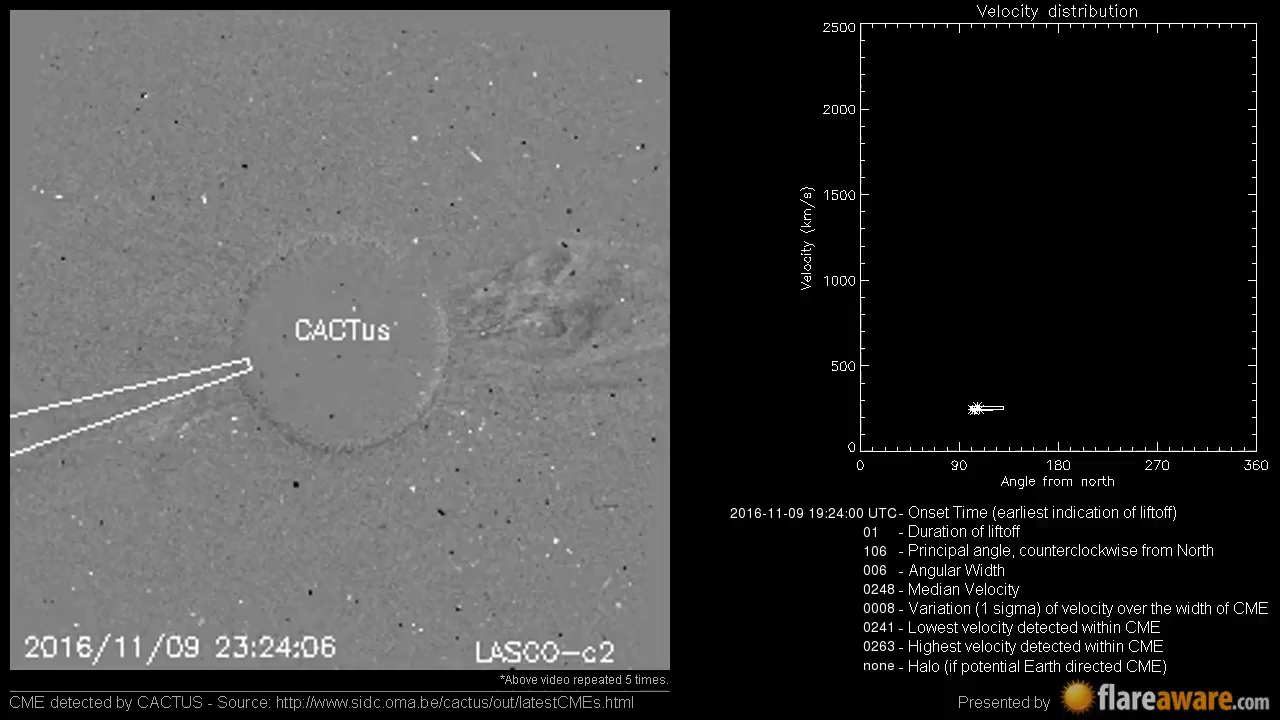 CACTus
2016/11/09 23:24:06
LASCO-c2
*Above video repeated 5 times.
CME detected by CACTUS - Source: http://www.sidc.oma.be/cactus/out/latestCMEs.html
Velocity distribution
2500
2000
1500
1000
500
0
Velocity (km/s)
0 90 180 270 360
Angle from north
2016-11-09 19:24:00 UTC - Onset Time (earliest indication of liftoff)
01 - Duration of liftoff
106 - Principal angle, counterclockwise from North
006 - Angular Width
0248 - Median Velocity
0008 - Variation (1 sigma) of velocity over the width of CME
0241 - Lowest velocity detected within CME
0263 - Highest velocity detected within CME
none - Halo (if potential Earth directed CME)
Presented by flareaware.com